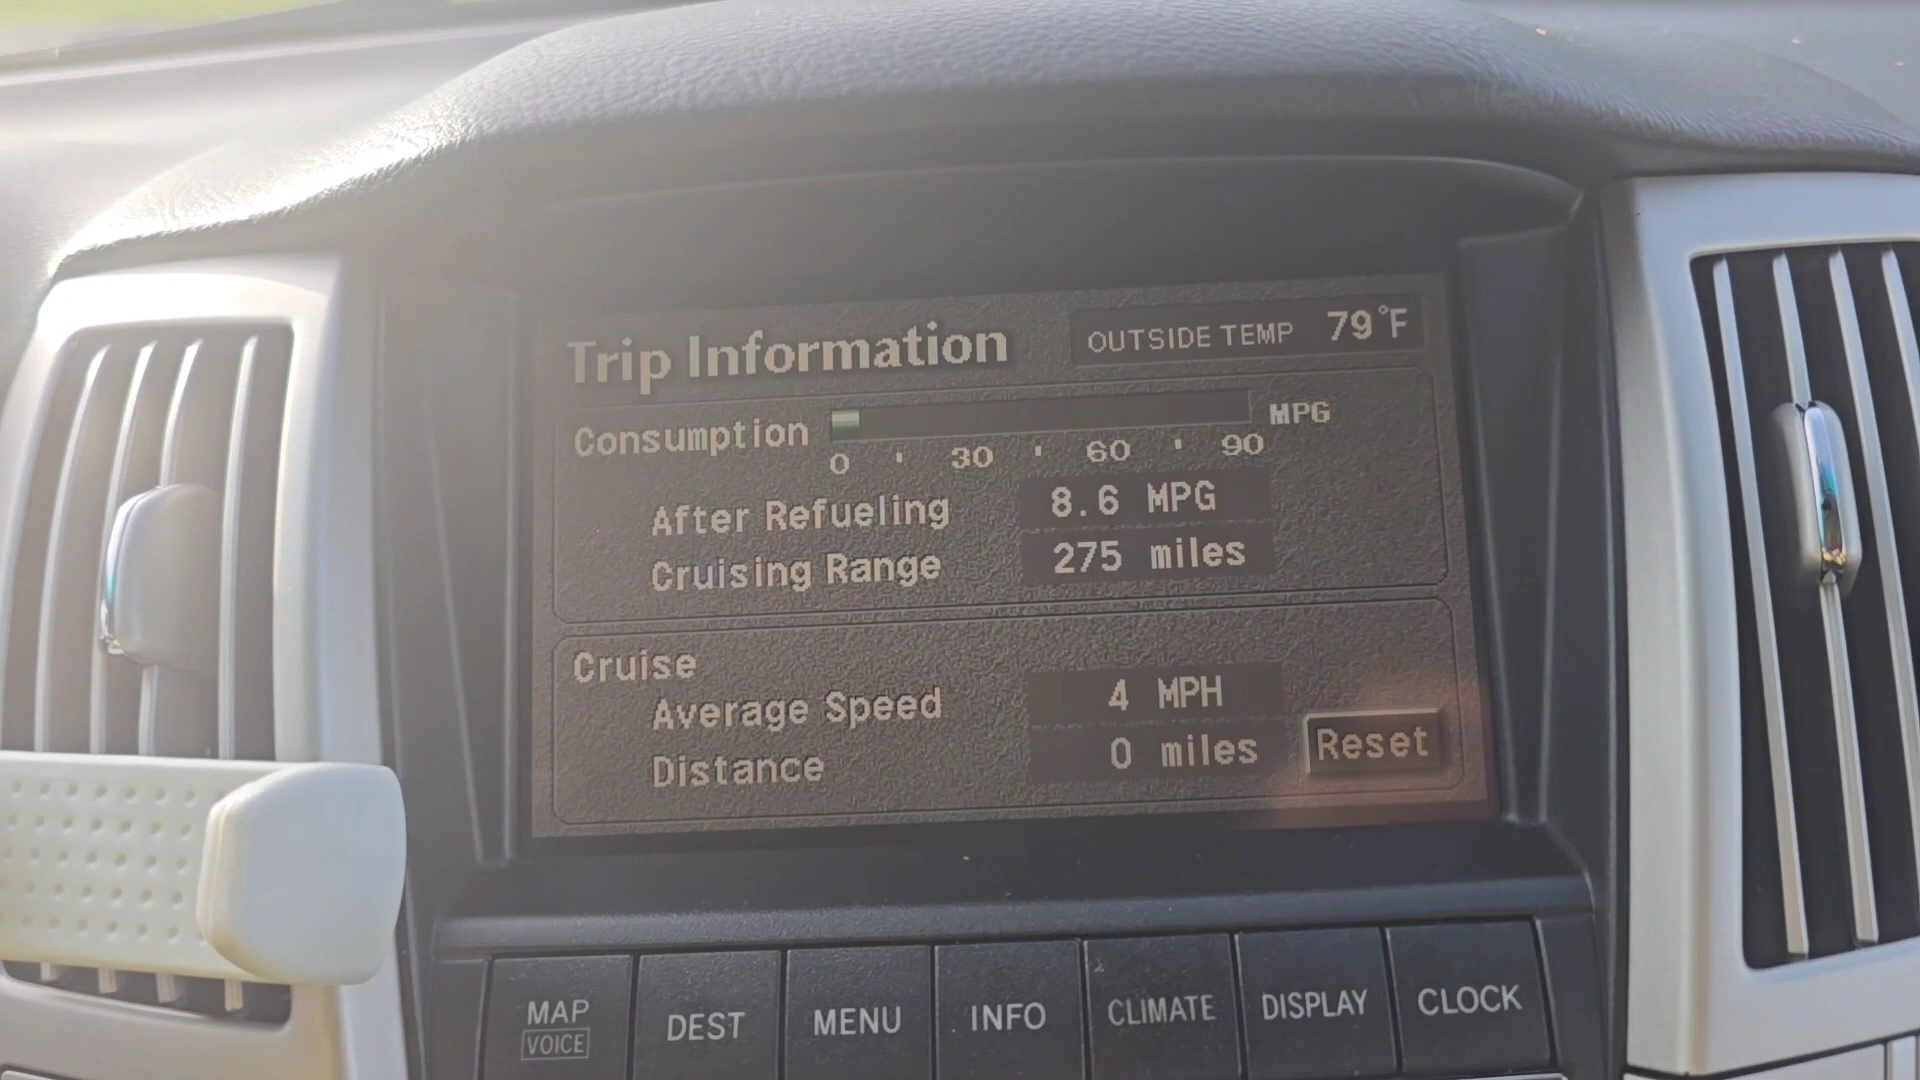 Trip Information
OUTSIDE TEMP 79°F
Consumption MPG
0 ' 30 ' 60 ' 90
After Refueling 8.6 MPG
Cruising Range 275 miles
Cruise
Average Speed 4 MPH
Distance 0 miles Reset
MAP DEST MENU INFO CLIMATE DISPLAY CLOCK
VOICE